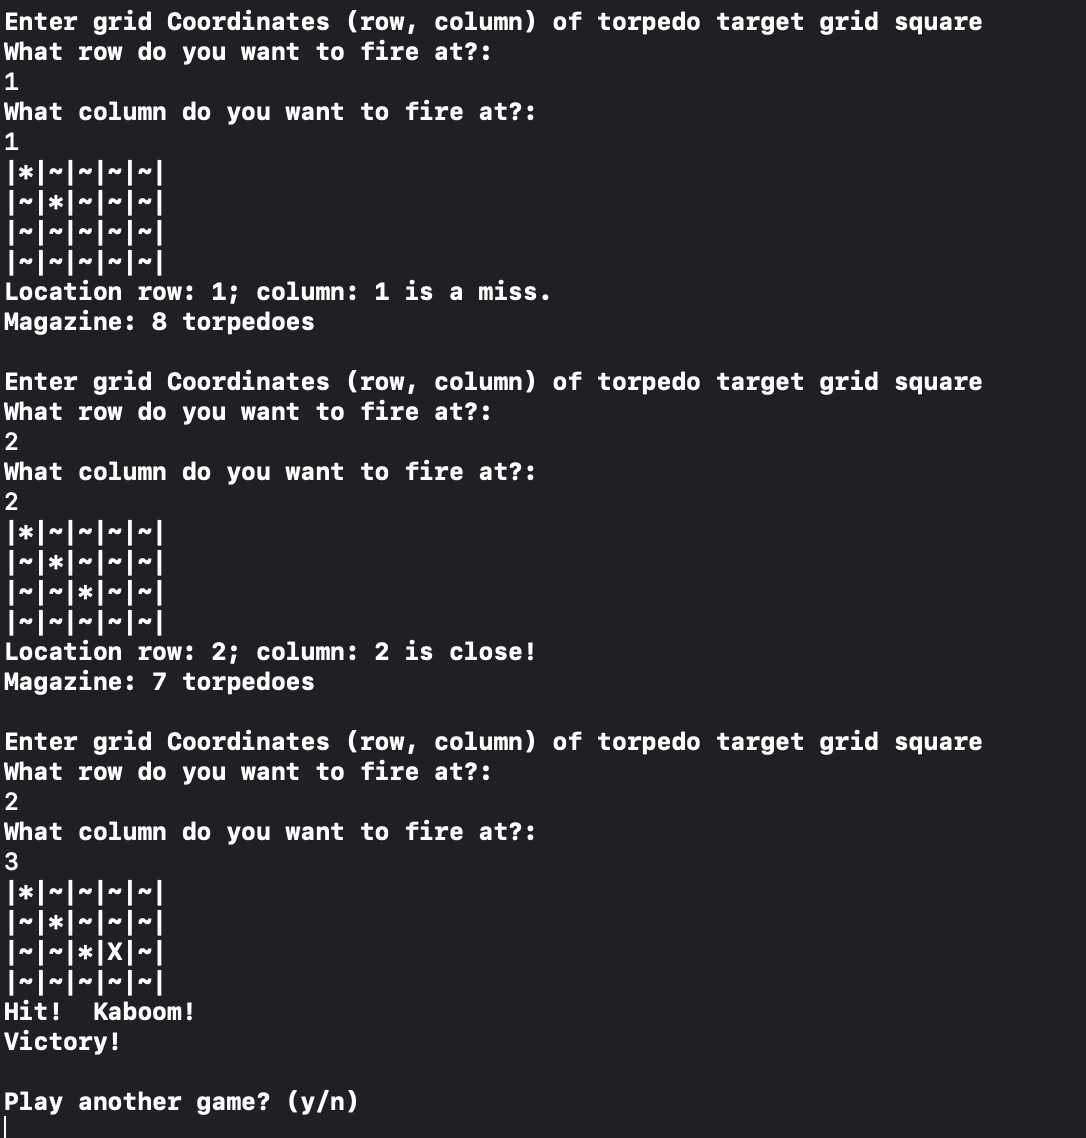 Enter grid Coordinates (row, column) of torpedo target grid square
What row do you want to fire at?:
1
What column do you want to fire at?:
1
|*|~|~|~|~|
|~|*|~|~|~|
|~|~|~|~|~|
|~|~|~|~|~|
Location row: 1; column: 1 is a miss.
Magazine: 8 torpedoes
Enter grid Coordinates (row, column) of torpedo target grid square
What row do you want to fire at?:
2
What column do you want to fire at?:
2
|*|~|~|~|~|
|~|*|~|~|~|
|~|~|*|~|~|
|~|~|~|~|~|
Location row: 2; column: 2 is close!
Magazine: 7 torpedoes
Enter grid Coordinates (row, column) of torpedo target grid square
What row do you want to fire at?:
2
What column do you want to fire at?:
3
|*|~|~|~|~|
|~|*|~|~|~|
|~|~|*|X|~|
|~|~|~|~|~|
Hit!  Kaboom!
Victory!
Play another game? (y/n)